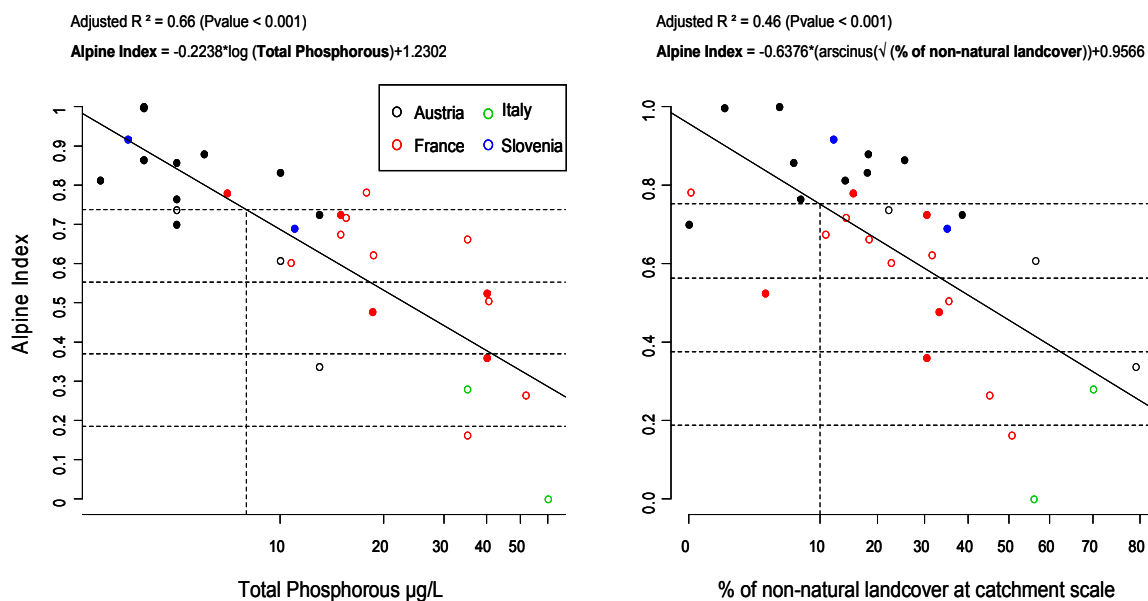 Adjusted R ² = 0.66 (Pvalue < 0.001)
Alpine Index = -0.2238*log (Total Phosphorous)+1.2302
Adjusted R ² = 0.46 (Pvalue < 0.001)
Alpine Index = -0.6376*(arscinus(√ (% of non-natural landcover))+0.9566
Austria
Italy
France
Slovenia
Alpine Index
1
0.9
0.8
0.7
0.6
0.5
0.4
0.3
0.2
0.1
0
10 20 30 40 50
Total Phosphorous µg/L
1.0
0.8
0.6
0.4
0.2
0.0
0 10 20 30 40 50 60 70 80
% of non-natural landcover at catchment scale